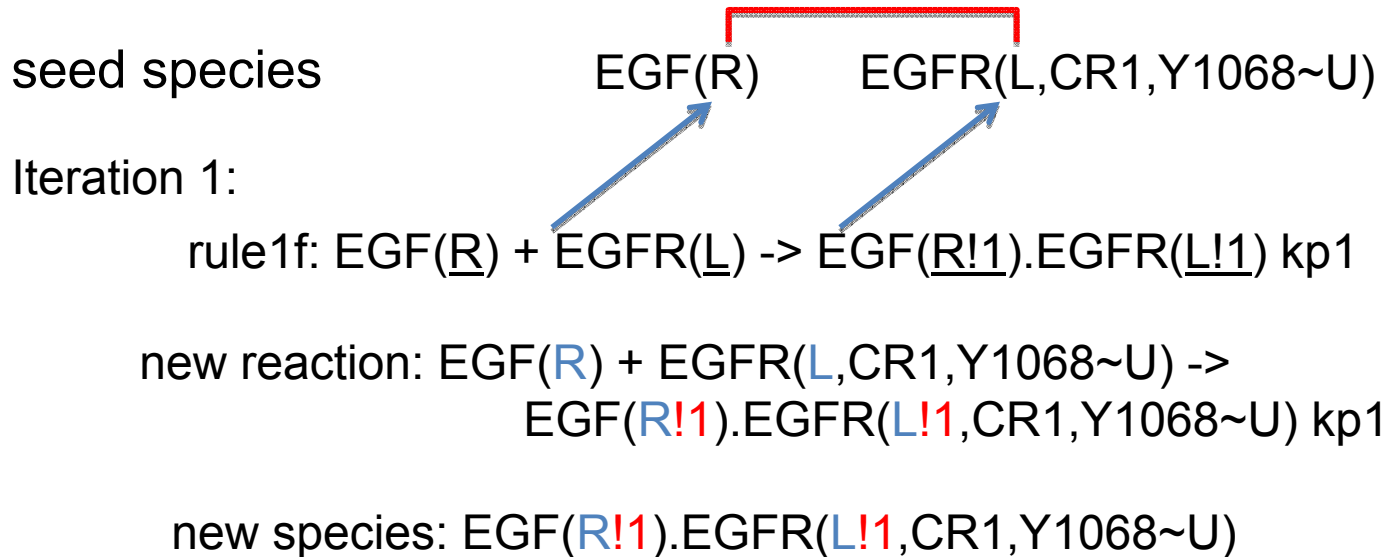 seed species EGF(R) EGFR(L,CR1,Y1068~U)
Iteration 1:
rule1f: EGF(R) + EGFR(L) -> EGF(R!1).EGFR(L!1) kp1
new reaction: EGF(R) + EGFR(L,CR1,Y1068~U) ->
EGF(R!1).EGFR(L!1,CR1,Y1068~U) kp1
new species: EGF(R!1).EGFR(L!1,CR1,Y1068~U)